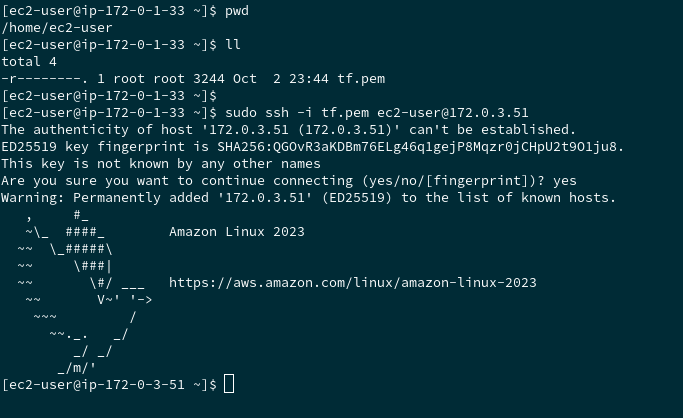 [ec2-user@ip-172-0-1-33 ~]$ pwd
/home/ec2-user
[ec2-user@ip-172-0-1-33 ~]$ ll
total 4
-r--------. 1 root root 3244 Oct  2 23:44 tf.pem
[ec2-user@ip-172-0-1-33 ~]$
[ec2-user@ip-172-0-1-33 ~]$ sudo ssh -i tf.pem ec2-user@172.0.3.51
The authenticity of host '172.0.3.51 (172.0.3.51)' can't be established.
ED25519 key fingerprint is SHA256:QGOvR3aKDBm76ELg46q1gejP8Mqzr0jCHpU2t9O1ju8.
This key is not known by any other names
Are you sure you want to continue connecting (yes/no/[fingerprint])? yes
Warning: Permanently added '172.0.3.51' (ED25519) to the list of known hosts.
   ,     #_
   ~\_  ####_        Amazon Linux 2023
  ~~  \_#####\
  ~~     \###|
  ~~       \#/ ___   https://aws.amazon.com/linux/amazon-linux-2023
   ~~       V~' '->
    ~~~         /
      ~~._.   _/
         _/ _/
       _/m/'
[ec2-user@ip-172-0-3-51 ~]$